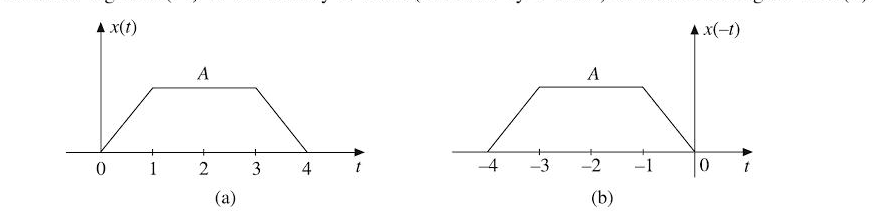 x(t)
A
0 1 2 3 4 t
(a)
x(–t)
A
–4 –3 –2 –1 0 t
(b)